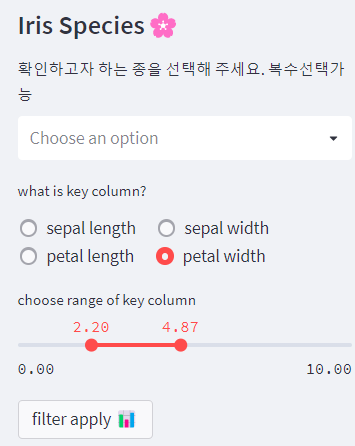 Iris Species 🌸
확인하고자 하는 종을 선택해 주세요. 복수선택가
능
Choose an option
what is key column?
sepal length sepal width
petal length petal width
choose range of key column
2.20 4.87
0.00 10.00
filter apply 📊